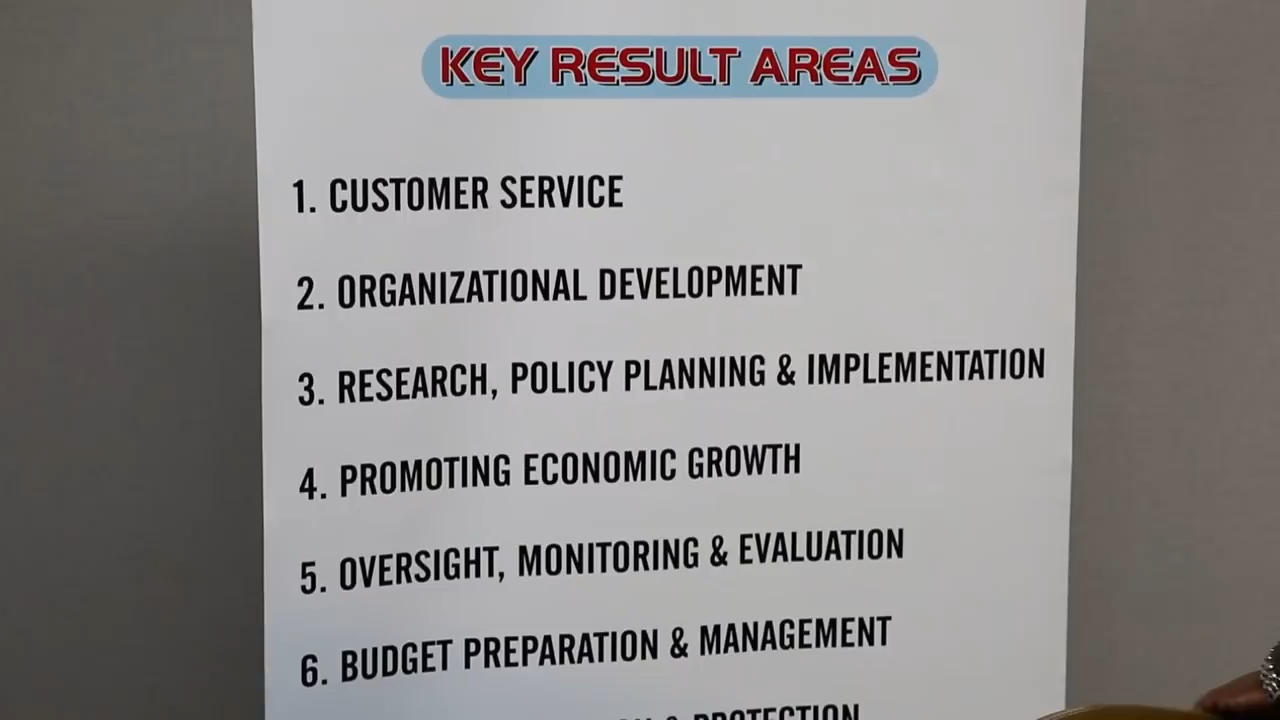 KEY RESULT AREAS
1. CUSTOMER SERVICE
2. ORGANIZATIONAL DEVELOPMENT
3. RESEARCH, POLICY PLANNING & IMPLEMENTATION
4. PROMOTING ECONOMIC GROWTH
5. OVERSIGHT, MONITORING & EVALUATION
6. BUDGET PREPARATION & MANAGEMENT
& PROTECTION